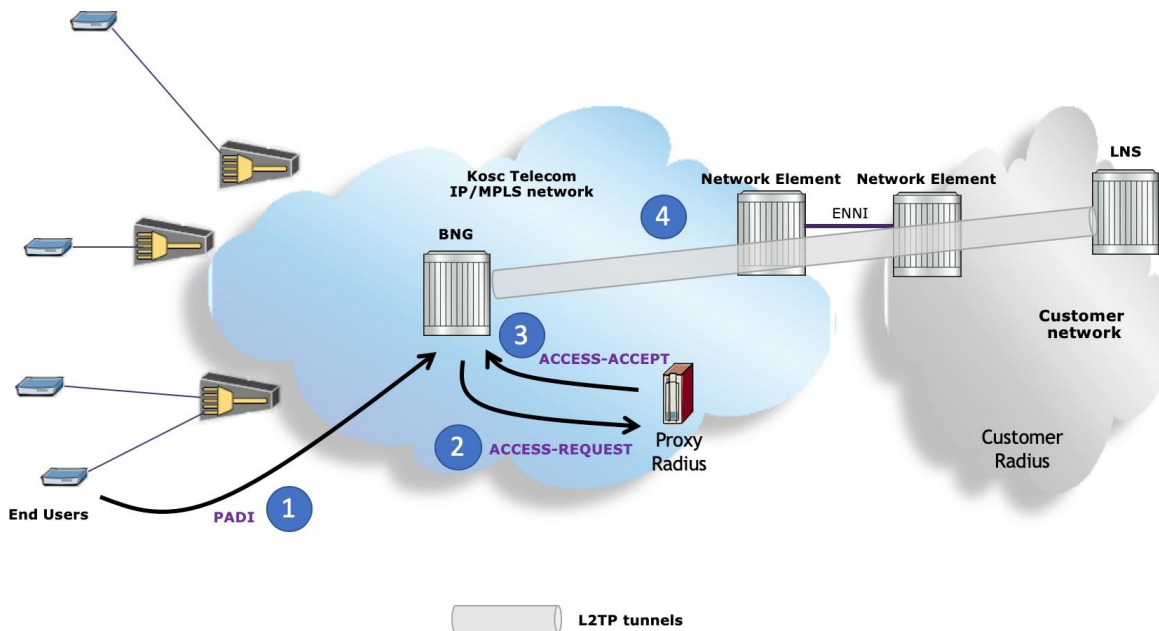 Kosc Telecom
IP/MPLS network
LNS
Network Element
Network Element
4
ENNI
BNG
3
ACCESS-ACCEPT
Customer
network
2
ACCESS-REQUEST
Proxy
Radius
Customer
Radius
End Users
PADI
1
L2TP tunnels